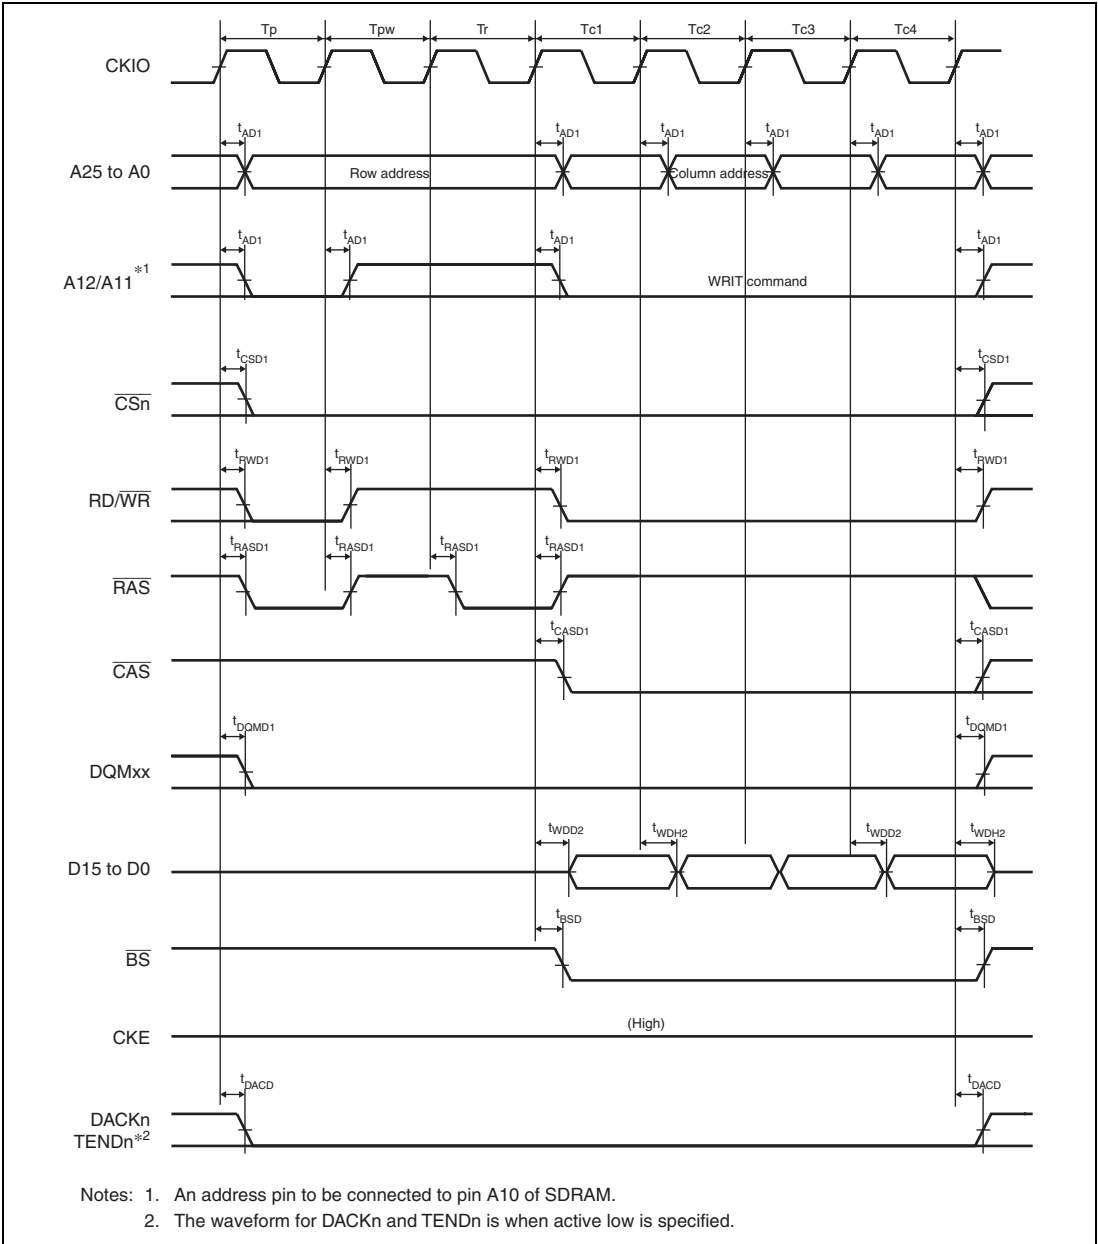 Tp Tpw Tr Tc1 Tc2 Tc3 Tc4
CKIO
tAD1 tAD1 tAD1 tAD1 tAD1 tAD1
A25 to A0 Row address Column address
tAD1 tAD1 tAD1 tAD1
A12/A11*1 WRIT command
tCSD1 tCSD1
CSn
tRWD1 tRWD1 tRWD1 tRWD1
RD/WR
tRASD1 tRASD1 tRASD1 tRASD1
RAS
tCASD1 tCASD1
CAS
tDQMD1 tDQMD1
DQMxx
tWDD2 tWDH2 tWDD2 tWDH2
D15 to D0
tBSD tBSD
BS
(High)
CKE
tDACD tDACD
DACKn
TENDn*2
Notes: 1. An address pin to be connected to pin A10 of SDRAM.
2. The waveform for DACKn and TENDn is when active low is specified.